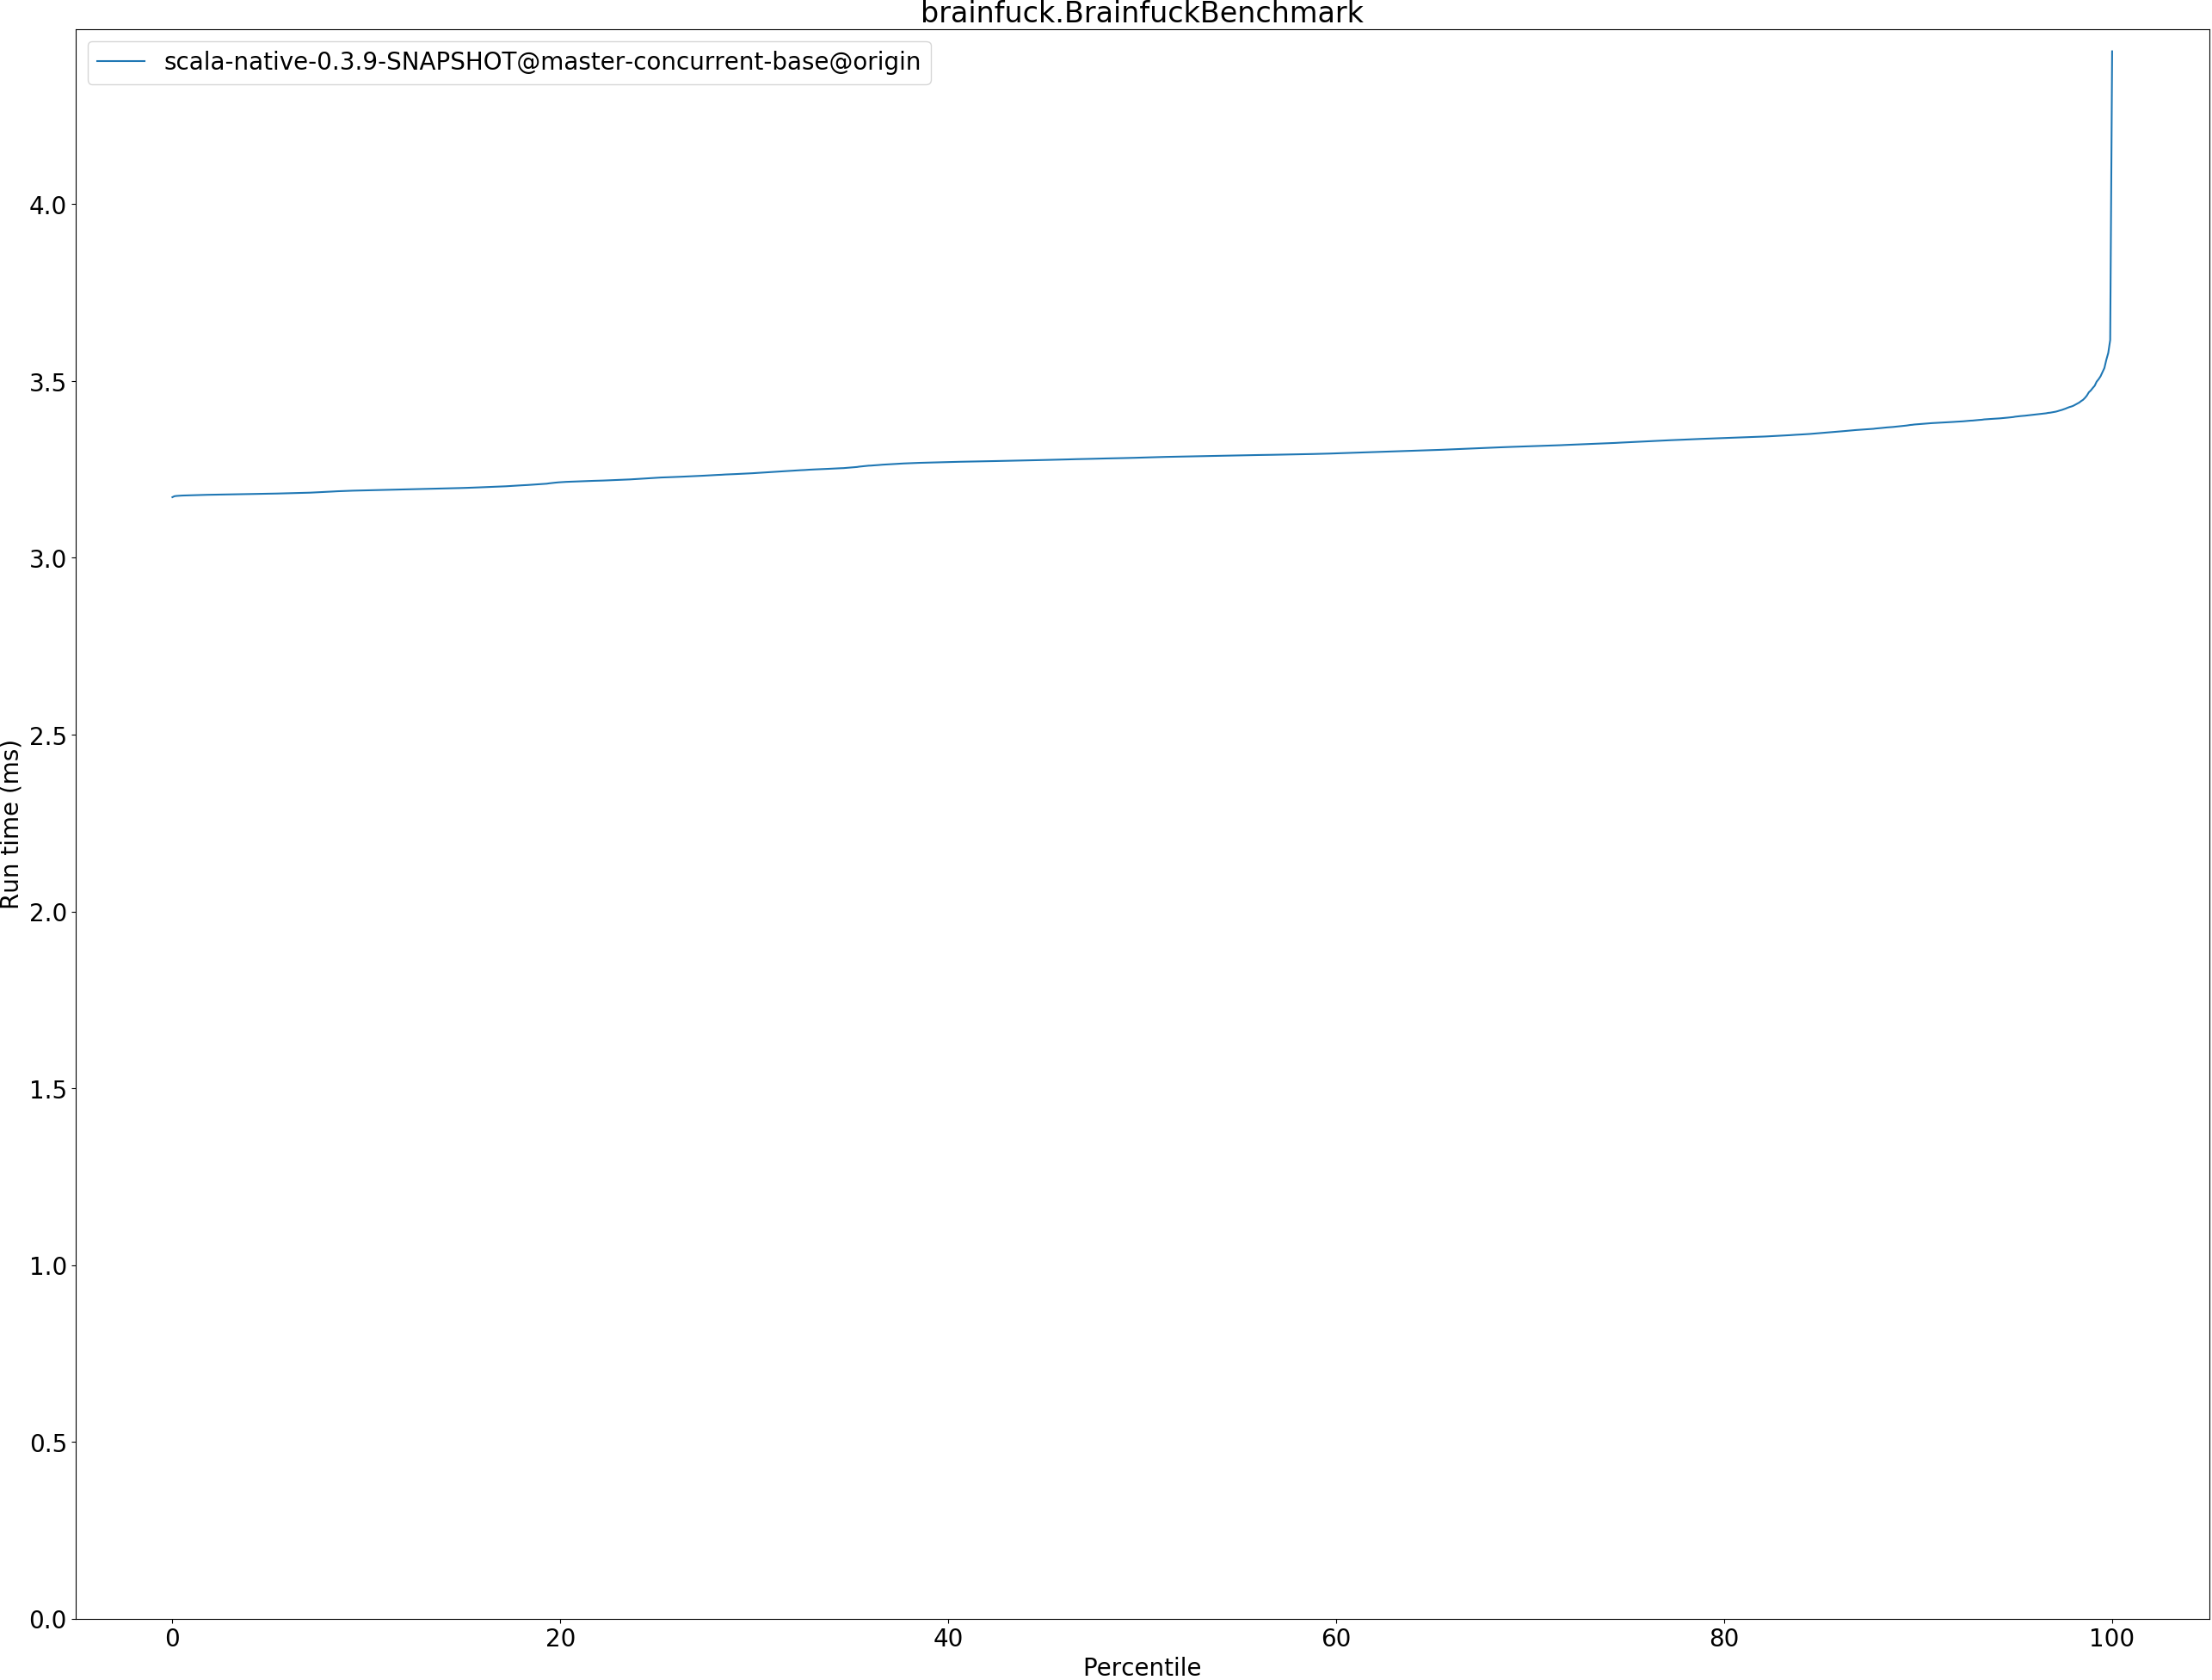 brainfuck.BrainfuckBenchmark
scala-native-0.3.9-SNAPSHOT@master-concurrent-base@origin
Run time (ms)
4.0
3.5
3.0
2.5
2.0
1.5
1.0
0.5
0.0
0 20 40 60 80 100
Percentile